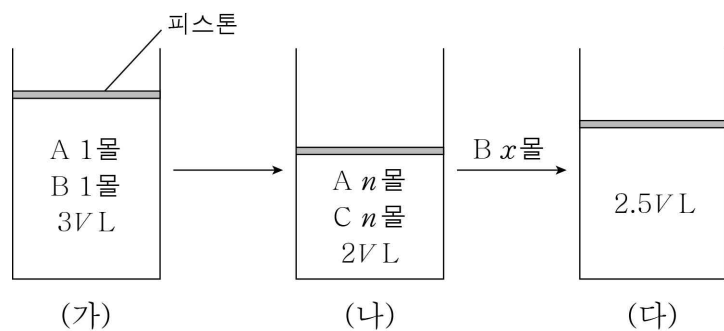 피스톤
A 1몰
B 1몰
3V L
A n몰
C n몰
2V L
B x몰
2.5V L
(가)
(나)
(다)